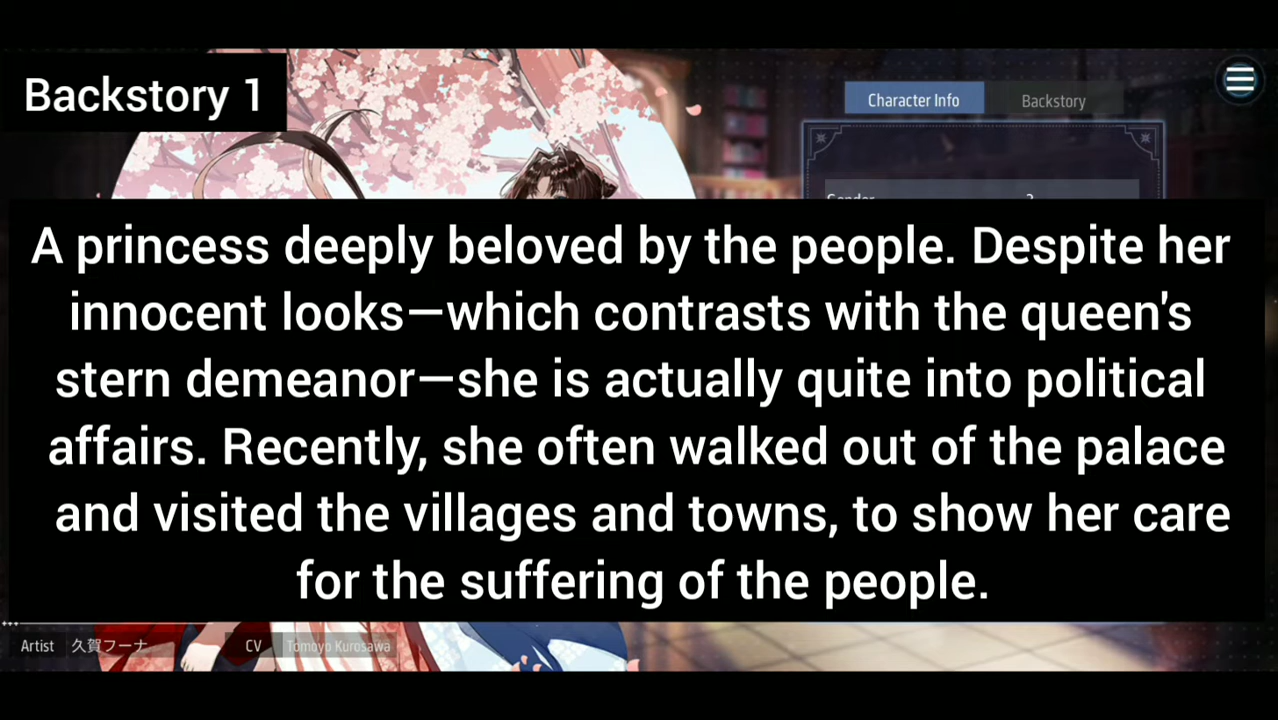 Backstory 1
Character Info
Backstory
A princess deeply beloved by the people. Despite her
innocent looks—which contrasts with the queen's
stern demeanor—she is actually quite into political
affairs. Recently, she often walked out of the palace
and visited the villages and towns, to show her care
for the suffering of the people.
Artist 久賀フーナ CV Tomoyo Kurosawa